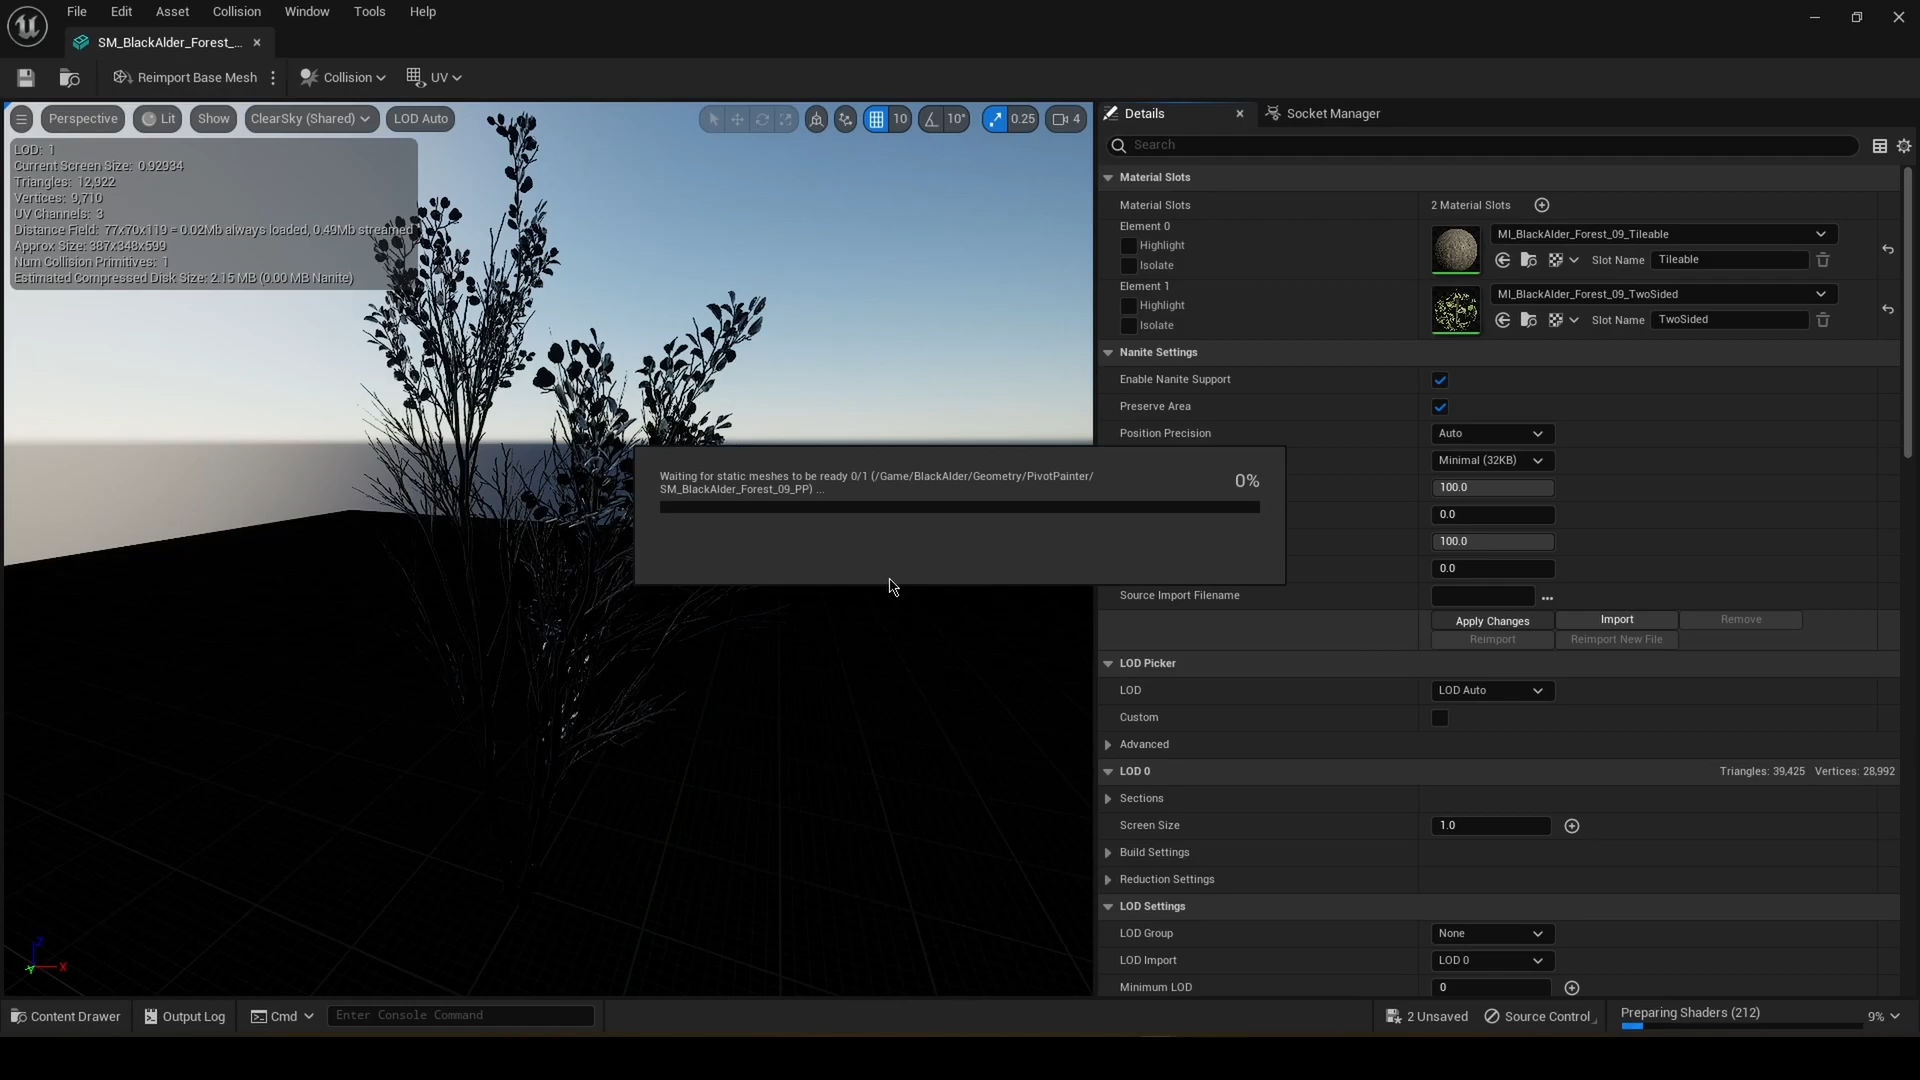 File Edit Asset Collision Window Tools Help
SM_BlackAlder_Forest_...
Reimport Base Mesh Collision UV
Perspective Lit Show ClearSky (Shared) LOD Auto 10 10° 0.25 4
LOD: 1
Current Screen Size: 0.92934
Triangles: 12,922
Vertices: 9,710
UV Channels: 3
Distance Field: 77x70x119 = 0.02Mb always loaded, 0.49Mb streamed
Approx Size: 387x348x599
Num Collision Primitives: 1
Estimated Compressed Disk Size: 2.15 MB (0.00 MB Nanite)
Waiting for static meshes to be ready 0/1 (/Game/BlackAlder/Geometry/PivotPainter/
SM_BlackAlder_Forest_09_PP) ...
0%
X
Details Socket Manager
Search
Material Slots
Material Slots 2 Material Slots
Element 0
Highlight
Isolate
MI_BlackAlder_Forest_09_Tileable
Slot Name Tileable
Element 1
Highlight
Isolate
MI_BlackAlder_Forest_09_TwoSided
Slot Name TwoSided
Nanite Settings
Enable Nanite Support
Preserve Area
Position Precision Auto
Minimal (32KB)
100.0
0.0
100.0
0.0
Source Import Filename ...
Apply Changes Import Remove
Reimport Reimport New File
LOD Picker
LOD LOD Auto
Custom
Advanced
LOD 0 Triangles: 39,425 Vertices: 28,992
Sections
Screen Size 1.0
Build Settings
Reduction Settings
LOD Settings
LOD Group None
LOD Import LOD 0
Minimum LOD 0
Content Drawer Output Log Cmd Enter Console Command 2 Unsaved Source Control Preparing Shaders (212) 9%